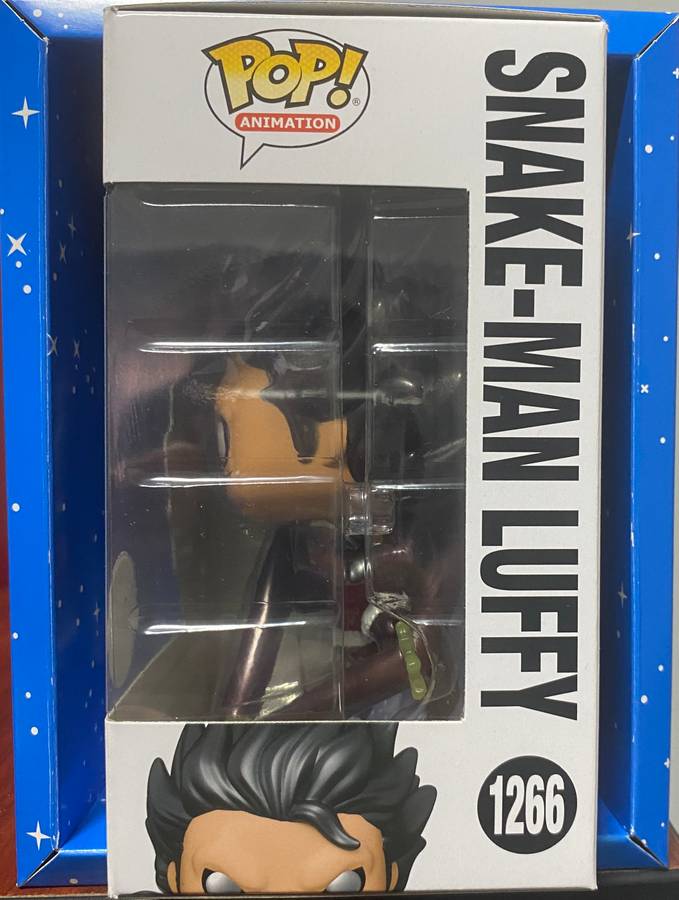 POP!
®
ANIMATION
SNAKE-MAN LUFFY
1266